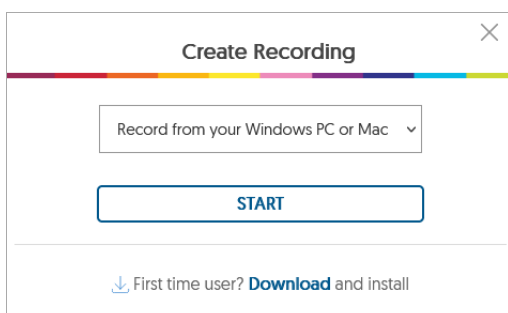 Create Recording
Record from your Windows PC or Mac
START
First time user? Download and install